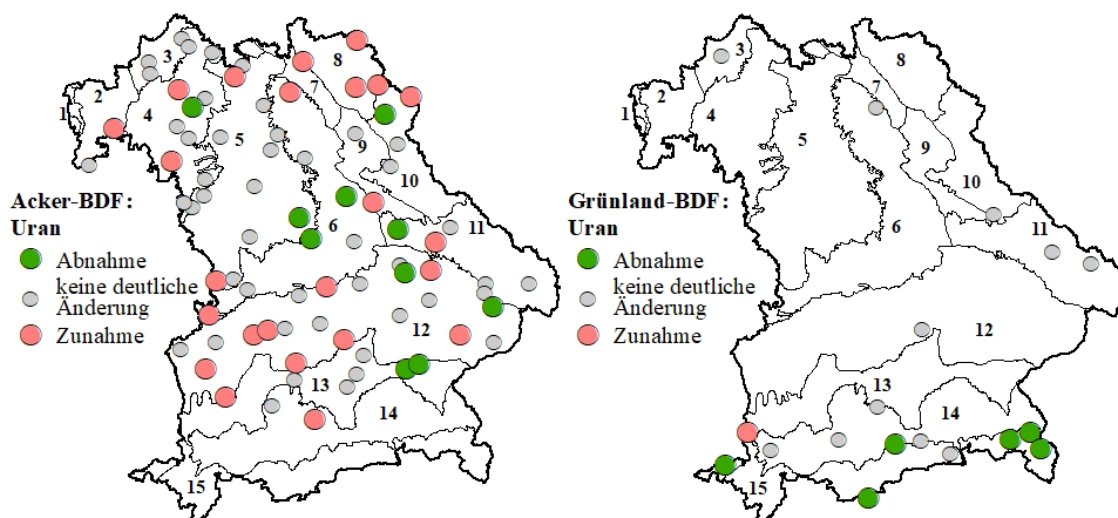 3
8
2
1
4
7
5
9
10
Acker-BDF:
Uran
6
11
Abnahme
keine deutliche
Änderung
Zunahme
12
13
14
15
3
8
2
1
4
7
5
9
10
Grünland-BDF:
Uran
6
11
Abnahme
keine deutliche
Änderung
Zunahme
12
13
14
15